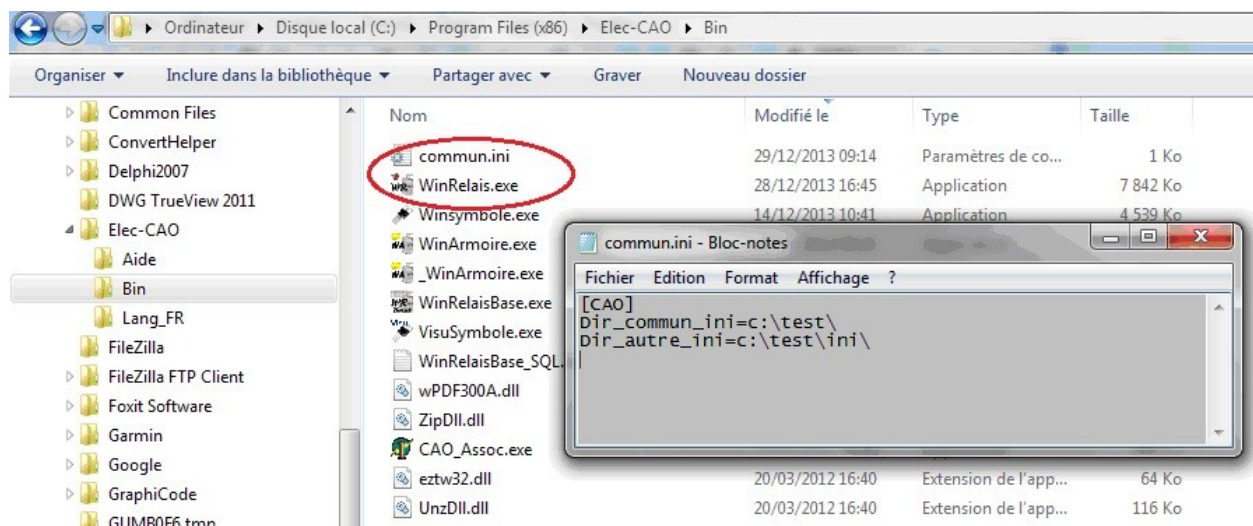 Ordinateur ▸ Disque local (C:) ▸ Program Files (x86) ▸ Elec-CAO ▸ Bin
Organiser Inclure dans la bibliothèque Partager avec Graver Nouveau dossier
Common Files
ConvertHelper
Delphi2007
DWG TrueView 2011
Elec-CAO
Aide
Bin
Lang_FR
FileZilla
FileZilla FTP Client
Foxit Software
Garmin
Google
GraphiCode
GUMB0F6.tmp
Nom Modifié le Type Taille
commun.ini 29/12/2013 09:14 Paramètres de co... 1 Ko
WinRelais.exe 28/12/2013 16:45 Application 7 842 Ko
Winsymbole.exe 14/12/2013 10:41 Application 4 539 Ko
WinArmoire.exe
_WinArmoire.exe
WinRelaisBase.exe
VisuSymbole.exe
WinRelaisBase_SQL.
wPDF300A.dll
ZipDll.dll
CAO_Assoc.exe
eztw32.dll 20/03/2012 16:40 Extension de l'app... 64 Ko
UnzDll.dll 20/03/2012 16:40 Extension de l'app... 116 Ko
commun.ini - Bloc-notes
Fichier Edition Format Affichage ?
[CAO]
Dir_commun_ini=c:\test\
Dir_autre_ini=c:\test\ini\